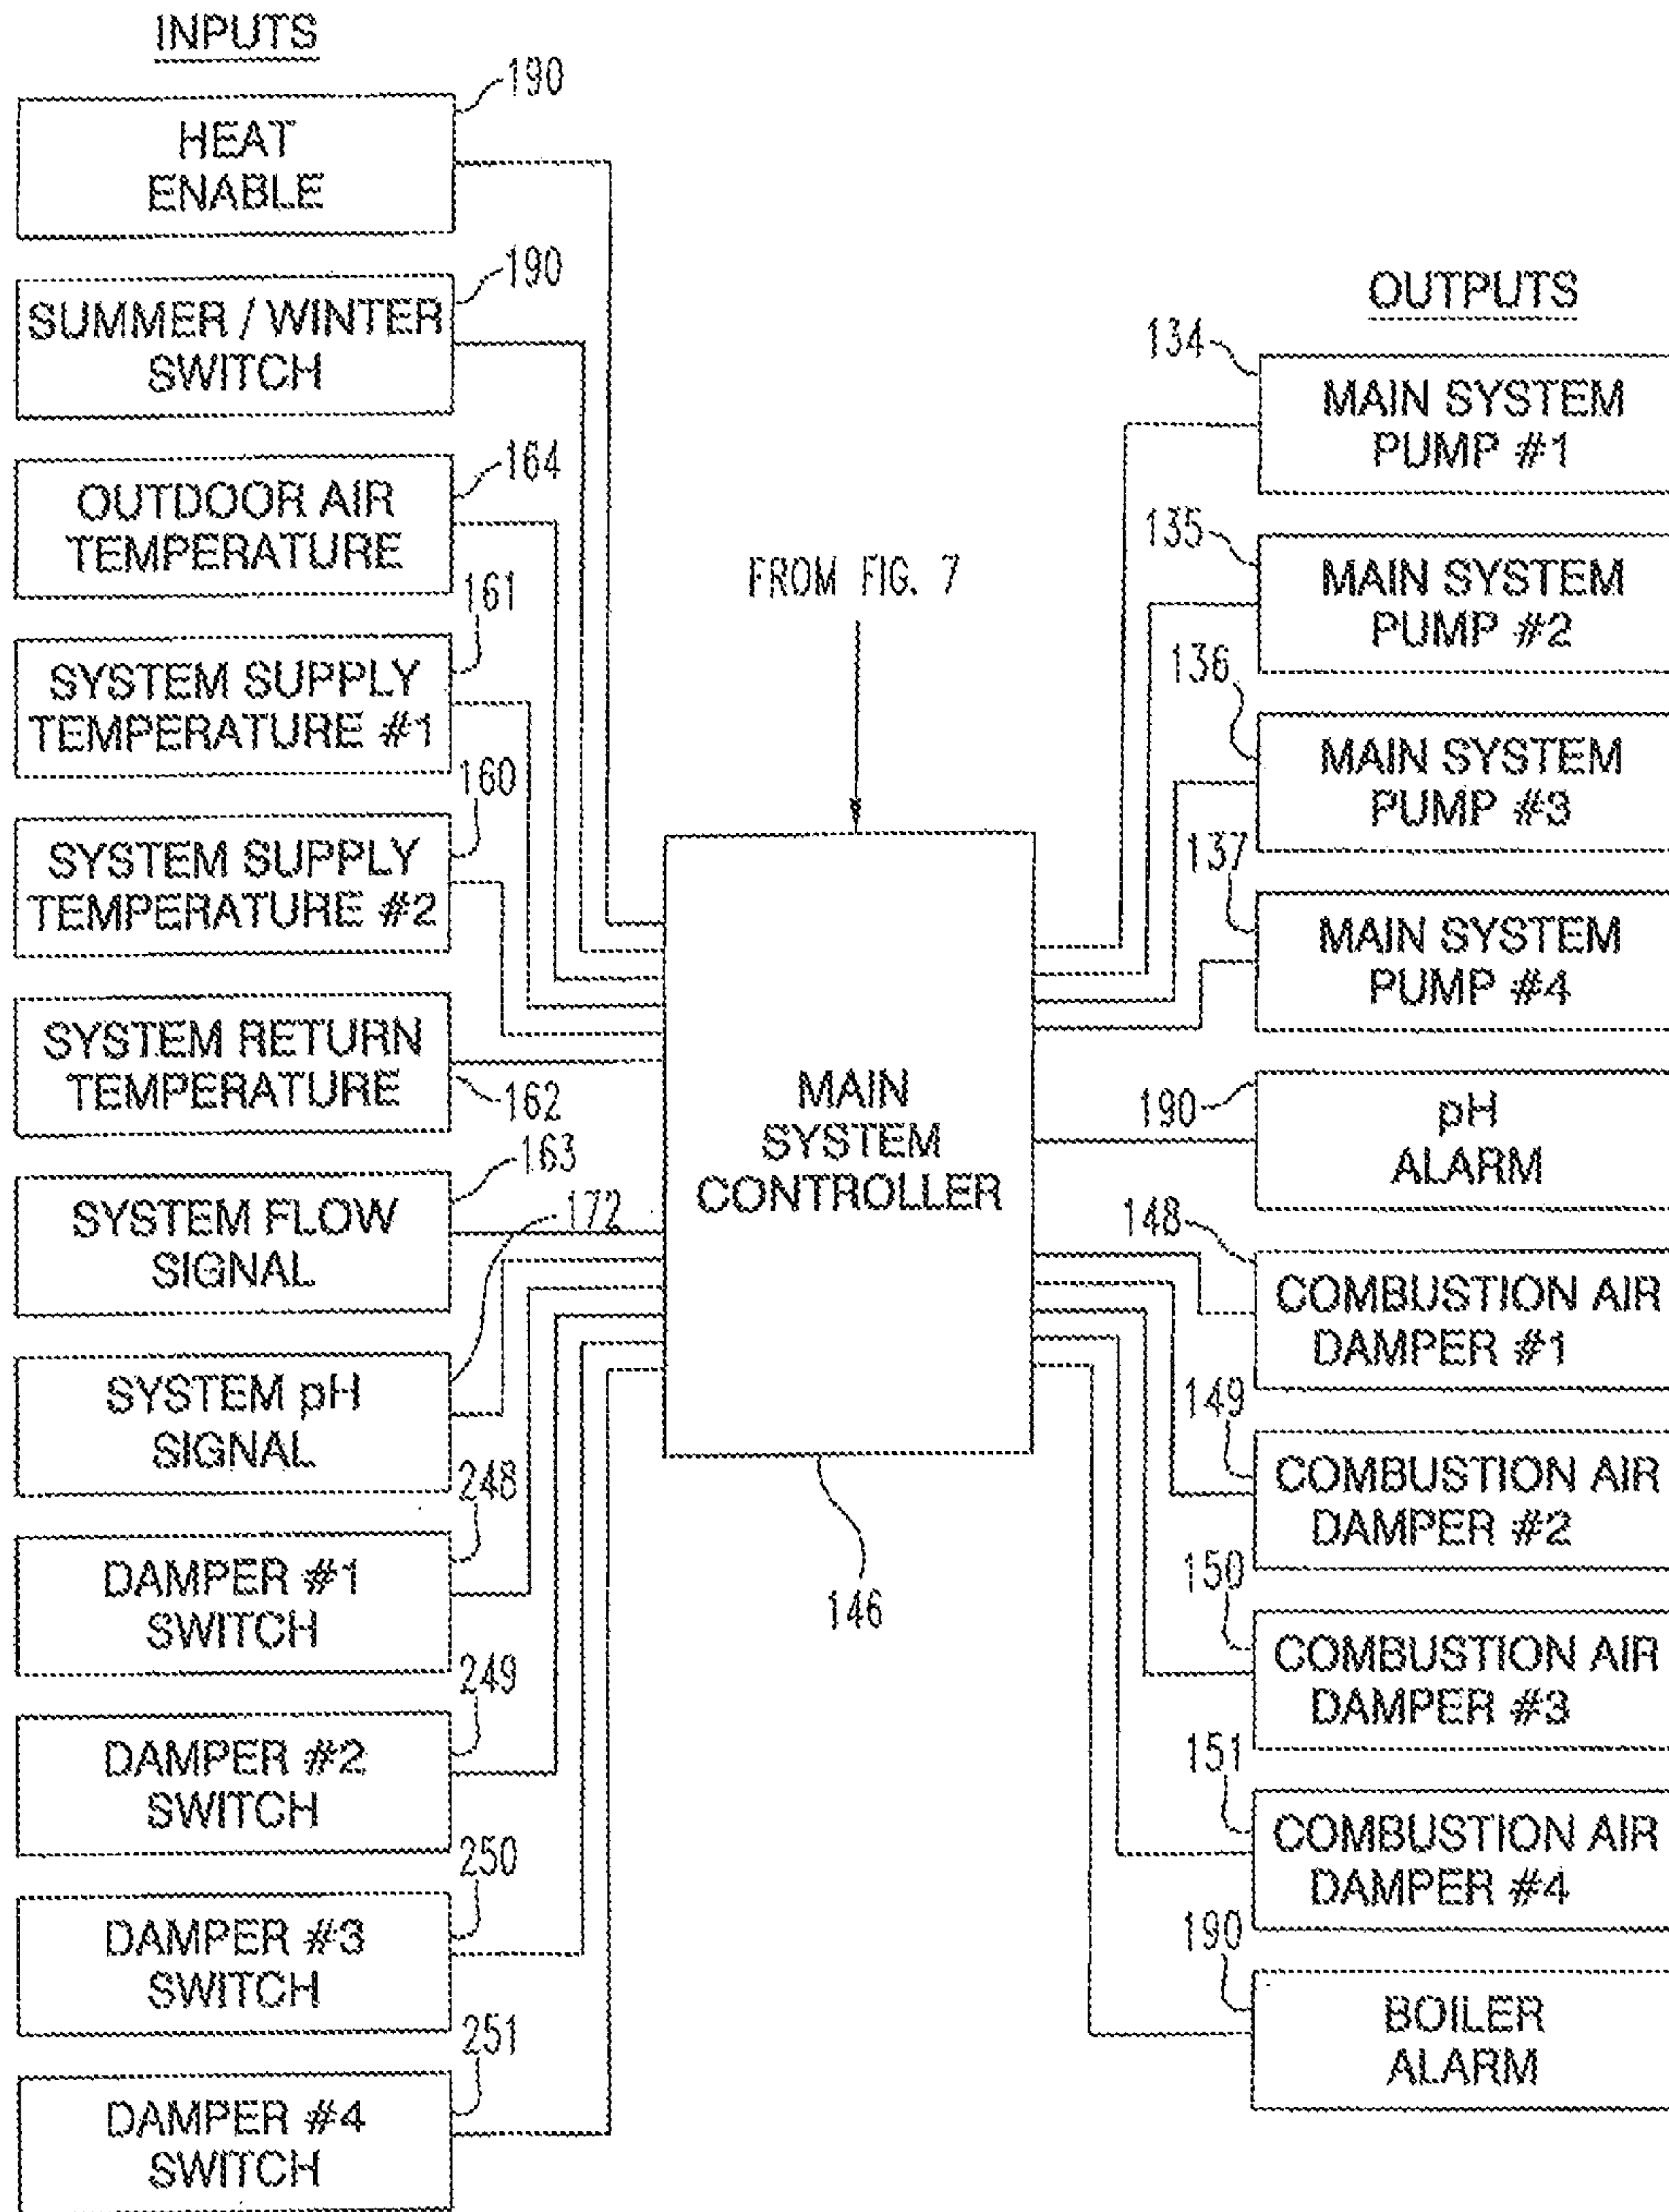 INPUTS
190
HEAT
ENABLE
190
SUMMER / WINTER
SWITCH
164
OUTDOOR AIR
TEMPERATURE
161
SYSTEM SUPPLY
TEMPERATURE #1
160
SYSTEM SUPPLY
TEMPERATURE #2
SYSTEM RETURN
TEMPERATURE
162
163
SYSTEM FLOW
SIGNAL
172
SYSTEM pH
SIGNAL
248
DAMPER #1
SWITCH
249
DAMPER #2
SWITCH
250
DAMPER #3
SWITCH
251
DAMPER #4
SWITCH
FROM FIG. 7
MAIN
SYSTEM
CONTROLLER
146
OUTPUTS
134
MAIN SYSTEM
PUMP #1
135
MAIN SYSTEM
PUMP #2
136
MAIN SYSTEM
PUMP #3
137
MAIN SYSTEM
PUMP #4
190
pH
ALARM
148
COMBUSTION AIR
DAMPER #1
149
COMBUSTION AIR
DAMPER #2
150
COMBUSTION AIR
DAMPER #3
151
COMBUSTION AIR
DAMPER #4
190
BOILER
ALARM